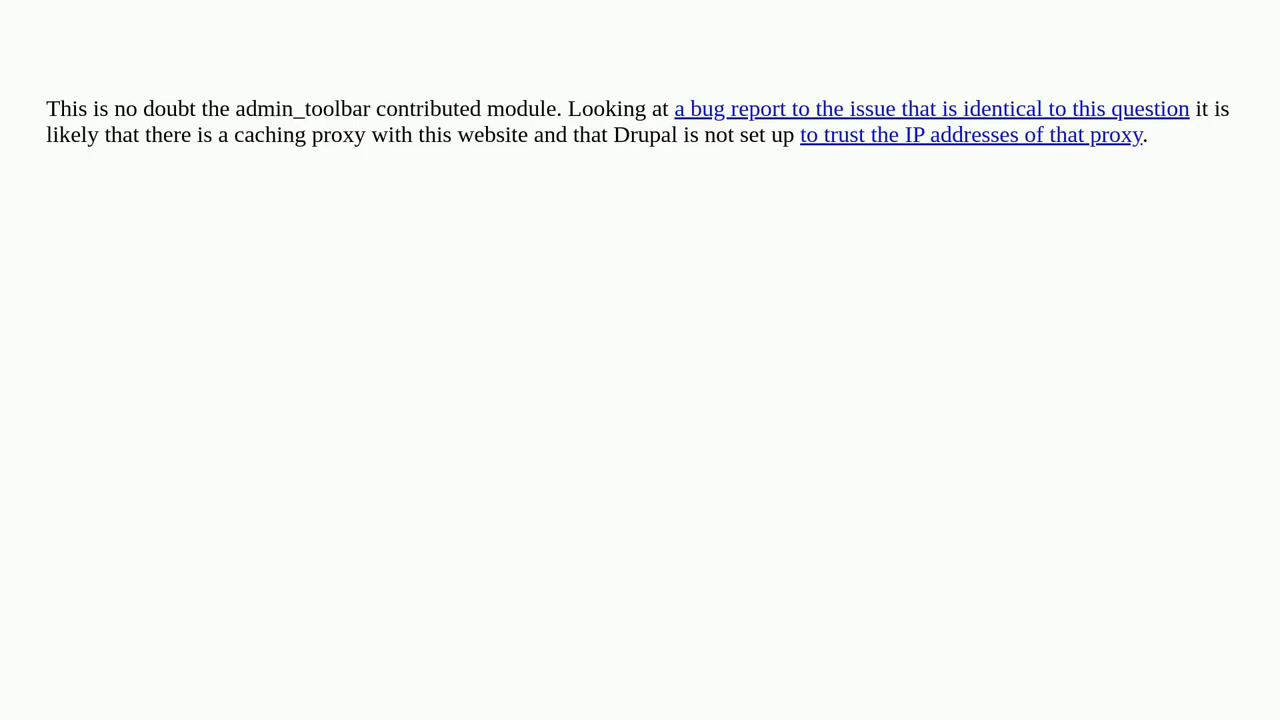 This is no doubt the admin_toolbar contributed module. Looking at a bug report to the issue that is identical to this question it is
likely that there is a caching proxy with this website and that Drupal is not set up to trust the IP addresses of that proxy.